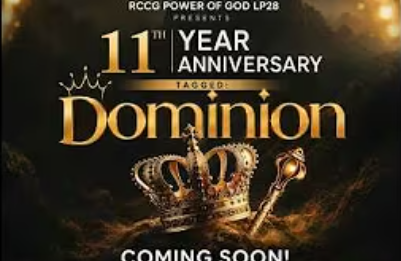 RCCG POWER OF GOD LP28
PRESENTS
11TH YEAR
ANNIVERSARY
TAGGED:
Dominion
COMING SOON!